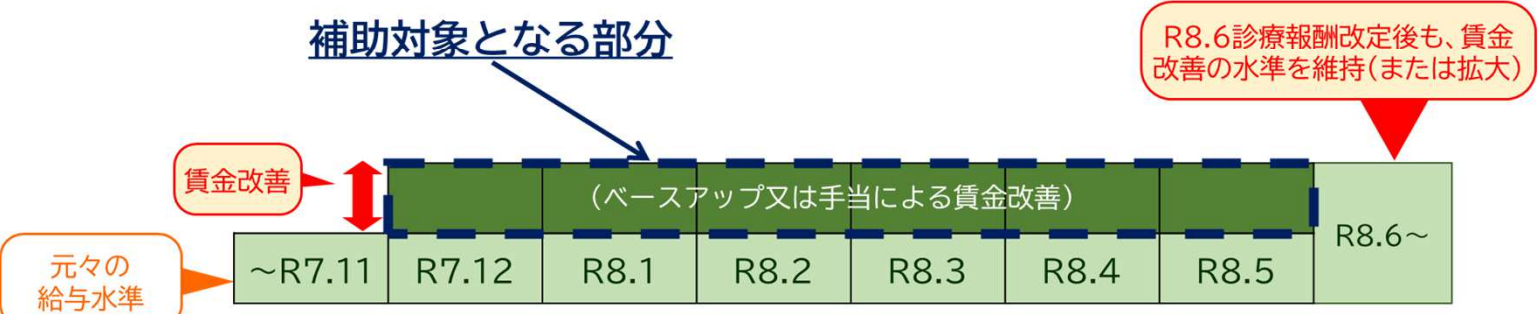 補助対象となる部分
R8.6診療報酬改定後も、賃金
改善の水準を維持(または拡大)
賃金改善
（ベースアップ又は手当による賃金改善）
元々の
給与水準
～R7.11
R7.12
R8.1
R8.2
R8.3
R8.4
R8.5
R8.6～